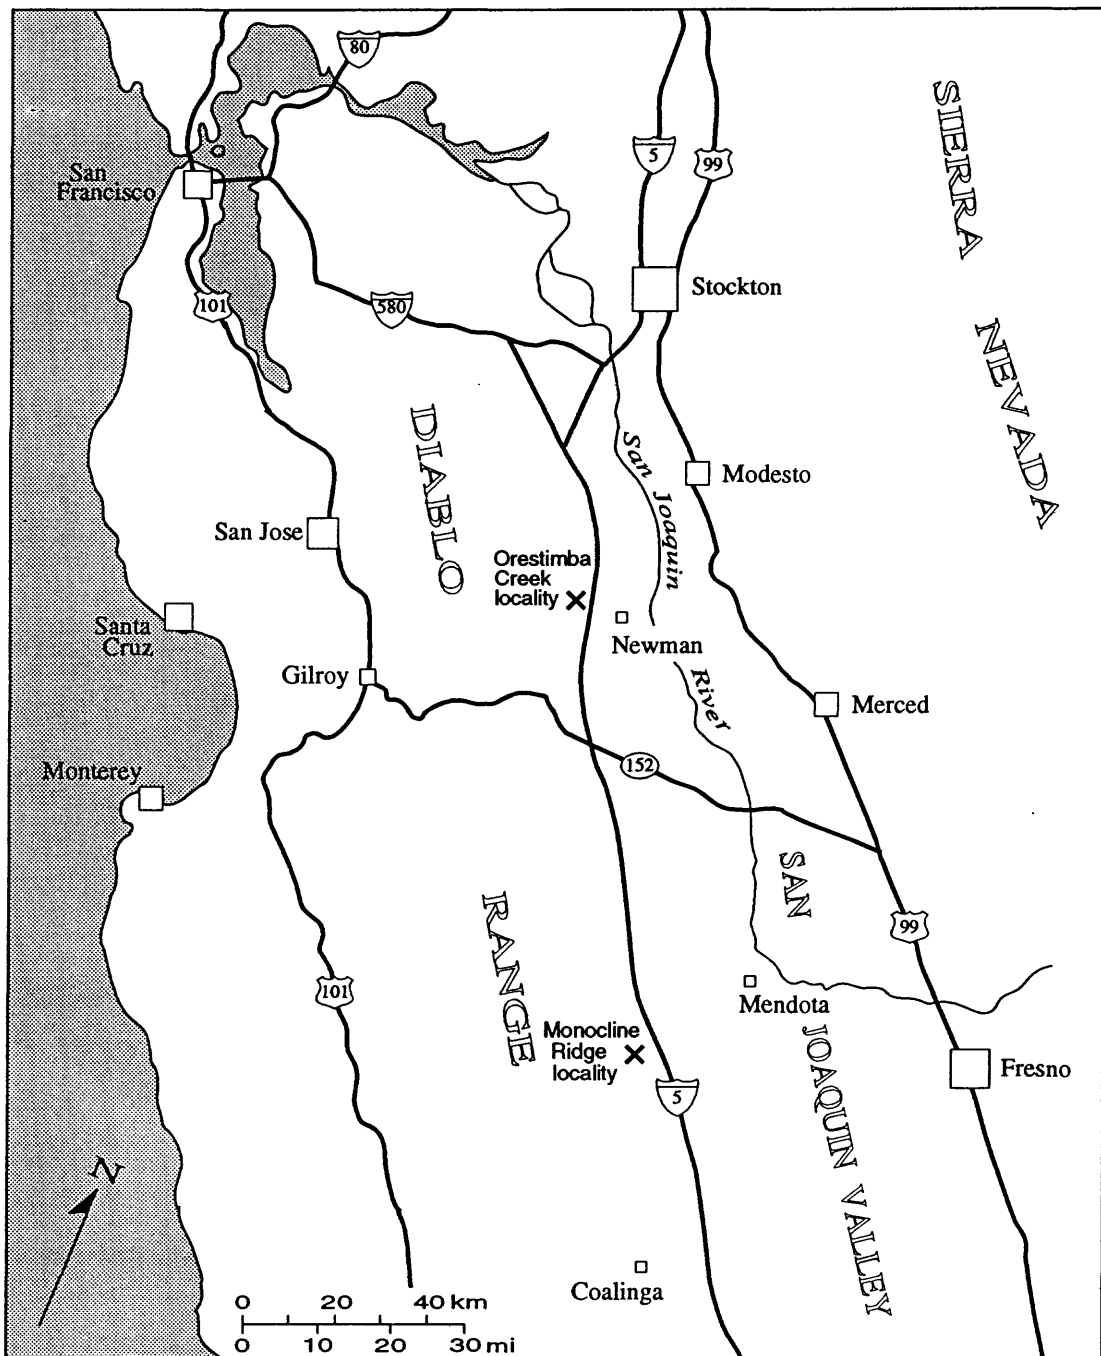 80
5
99
SIERRA NEVADA
San
Francisco
101
580
Stockton
DIABLO
San Joaquin
Modesto
San Jose
Orestimba
Creek
locality
Newman
Santa
Cruz
Gilroy
River
Merced
Monterey
152
SAN
RANGE
99
101
Mendota
Monocline
Ridge
locality
JOAQUIN VALLEY
Fresno
5
N
Coalinga
0 20 40 km
0 10 20 30 mi